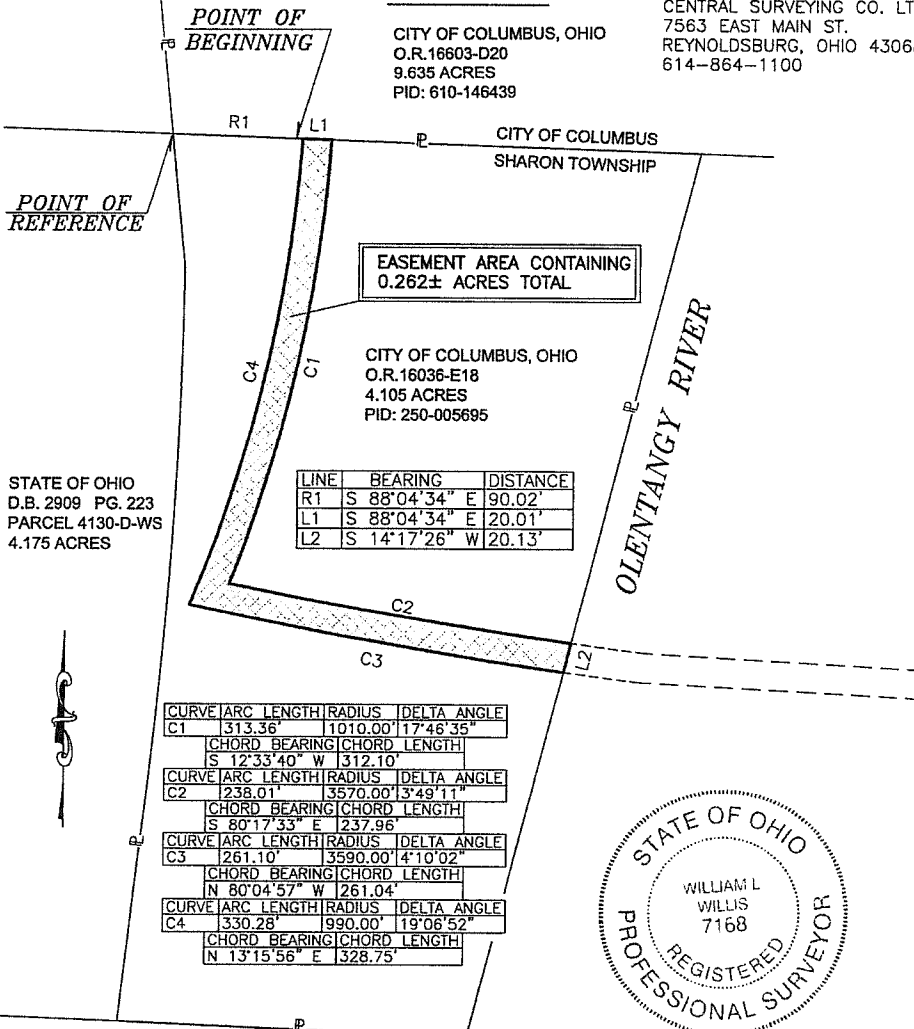 POINT OF
BEGINNING
CITY OF COLUMBUS, OHIO
O.R.16603-D20
9.635 ACRES
PID: 610-146439
CENTRAL SURVEYING CO. LT
7563 EAST MAIN ST.
REYNOLDSBURG, OHIO 4306
614-864-1100
R1
L1
PL
PL
CITY OF COLUMBUS
SHARON TOWNSHIP
POINT OF
REFERENCE
EASEMENT AREA CONTAINING
0.262± ACRES TOTAL
C4
C1
CITY OF COLUMBUS, OHIO
O.R.16036-E18
4.105 ACRES
PID: 250-005695
PL
OLENTANGY RIVER
STATE OF OHIO
D.B. 2909 PG. 223
PARCEL 4130-D-WS
4.175 ACRES
LINE BEARING DISTANCE
R1 S 88°04'34" E 90.02'
L1 S 88°04'34" E 20.01'
L2 S 14°17'26" W 20.13'
C2
C3
L2
CURVE ARC LENGTH RADIUS DELTA ANGLE
C1 313.36' 1010.00' 17°46'35"
CHORD BEARING CHORD LENGTH
S 12°33'40" W 312.10'
CURVE ARC LENGTH RADIUS DELTA ANGLE
C2 238.01' 3570.00' 3°49'11"
CHORD BEARING CHORD LENGTH
S 80°17'33" E 237.96'
CURVE ARC LENGTH RADIUS DELTA ANGLE
C3 261.10' 3590.00' 4°10'02"
CHORD BEARING CHORD LENGTH
N 80°04'57" W 261.04'
CURVE ARC LENGTH RADIUS DELTA ANGLE
C4 330.28' 990.00' 19°06'52"
CHORD BEARING CHORD LENGTH
N 13°15'56" E 328.75'
PL
PL
STATE OF OHIO
WILLIAM L
WILLIS
7168
REGISTERED
PROFESSIONAL SURVEYOR